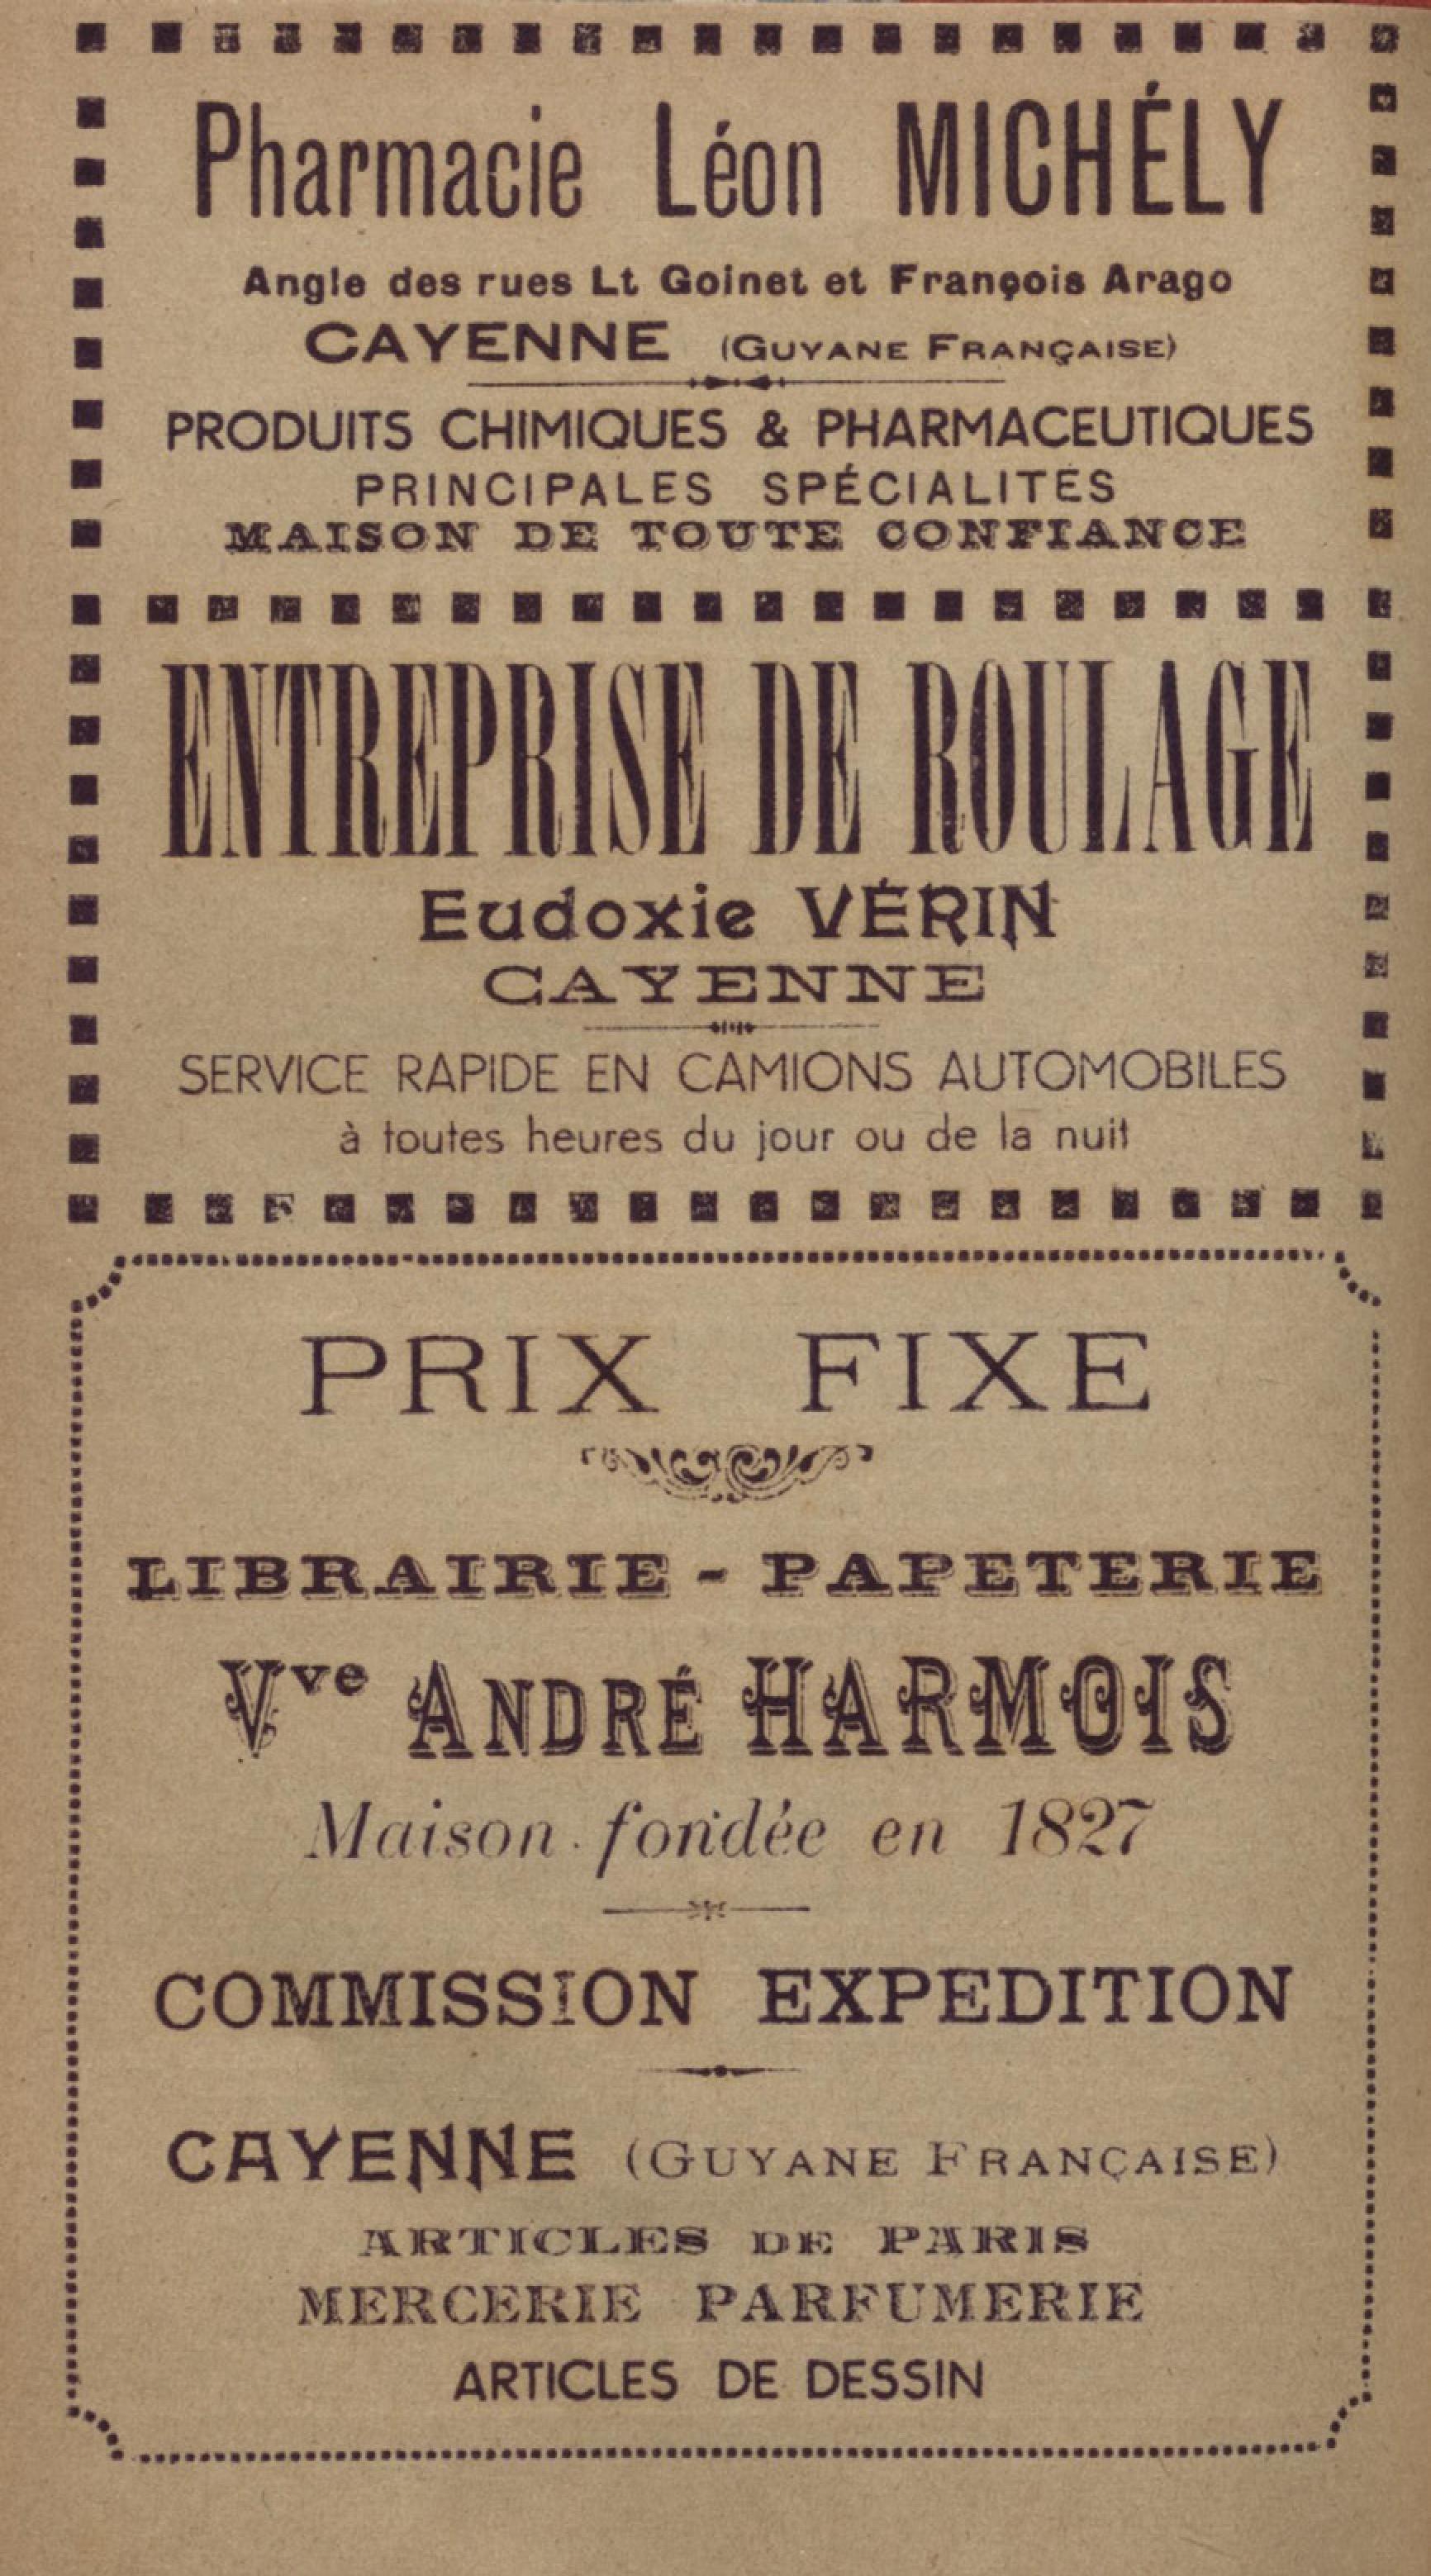 Pharmacie Léon MICHÉLY
Angle des rues Lt Goinet et François Arago
CAYENNE (GUYANE FRANÇAISE)
PRODUITS CHIMIQUES & PHARMACEUTIQUES
PRINCIPALES SPÉCIALITÉS
MAISON DE TOUTE CONFIANCE
ENTREPRISE DE ROULAGE
Eudoxie VÉRIN
CAYENNE
SERVICE RAPIDE EN CAMIONS AUTOMOBILES
à toutes heures du jour ou de la nuit
PRIX FIXE
LIBRAIRIE - PAPETERIE
Vve ANDRÉ HARMOIS
Maison fondée en 1827
COMMISSION EXPEDITION
CAYENNE (GUYANE FRANÇAISE)
ARTICLES DE PARIS
MERCERIE PARFUMERIE
ARTICLES DE DESSIN